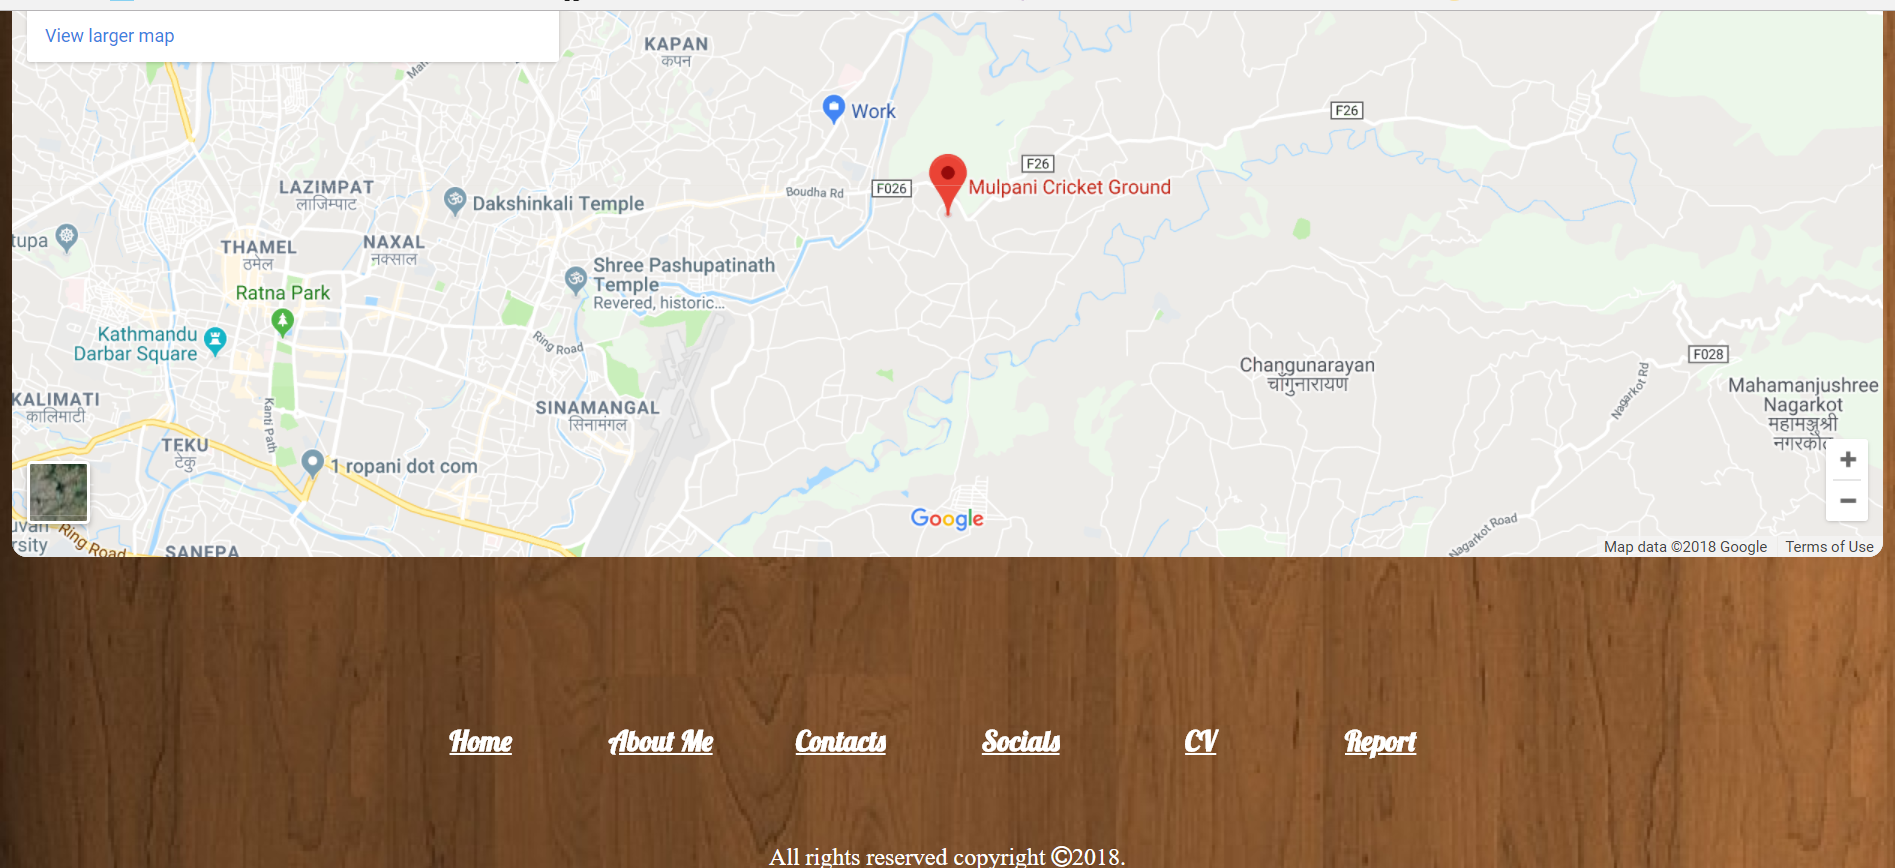 View larger map
KAPAN
कपन
Work
F26
F26
Boudha Rd
F026
Mulpani Cricket Ground
LAZIMPAT
लाजिम्पाट
Dakshinkali Temple
tupa
THAMEL
ठमेल
NAXAL
नक्साल
Shree Pashupatinath
Temple
Revered, historic...
Ratna Park
Kathmandu
Darbar Square
Ring Road
Changunarayan
चाँगुनारायण
F028
Nagarkot Rd
Mahamanjushree
Nagarkot
महामञ्जुश्री
नगरकोट
KALIMATI
कालिमाटी
Kanti Path
SINAMANGAL
सिनामंगल
TEKU
टेकु
1 ropani dot com
uvan
rsity
Ring Road
SANEPA
Google
Nagarkot Road
Map data ©2018 Google Terms of Use
Home About Me Contacts Socials CV Report
All rights reserved copyright ©2018.